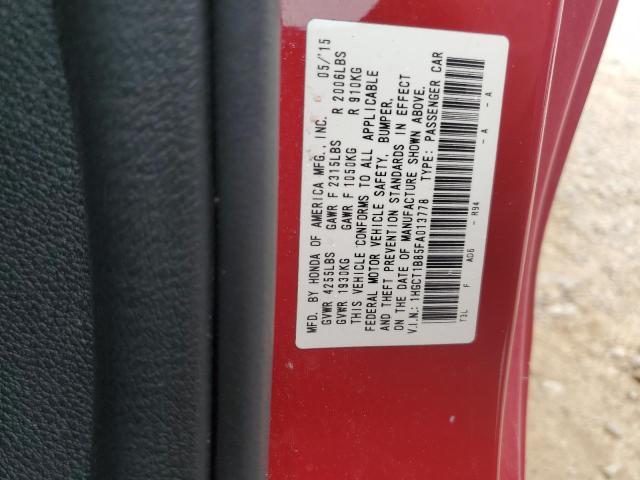 MFD. BY HONDA OF AMERICA MFG., INC. 05/'15
GVWR 4255LBS GAWR F 2315LBS R 2006LBS
GVWR 1930KG GAWR F 1050KG R 910KG
THIS VEHICLE CONFORMS TO ALL APPLICABLE
FEDERAL MOTOR VEHICLE SAFETY, BUMPER,
AND THEFT PREVENTION STANDARDS IN EFFECT
ON THE DATE OF MANUFACTURE SHOWN ABOVE.
V.I.N.: 1HGCT1B85FA013778 TYPE: PASSENGER CAR
T3L F AO6 - R94 - A - A